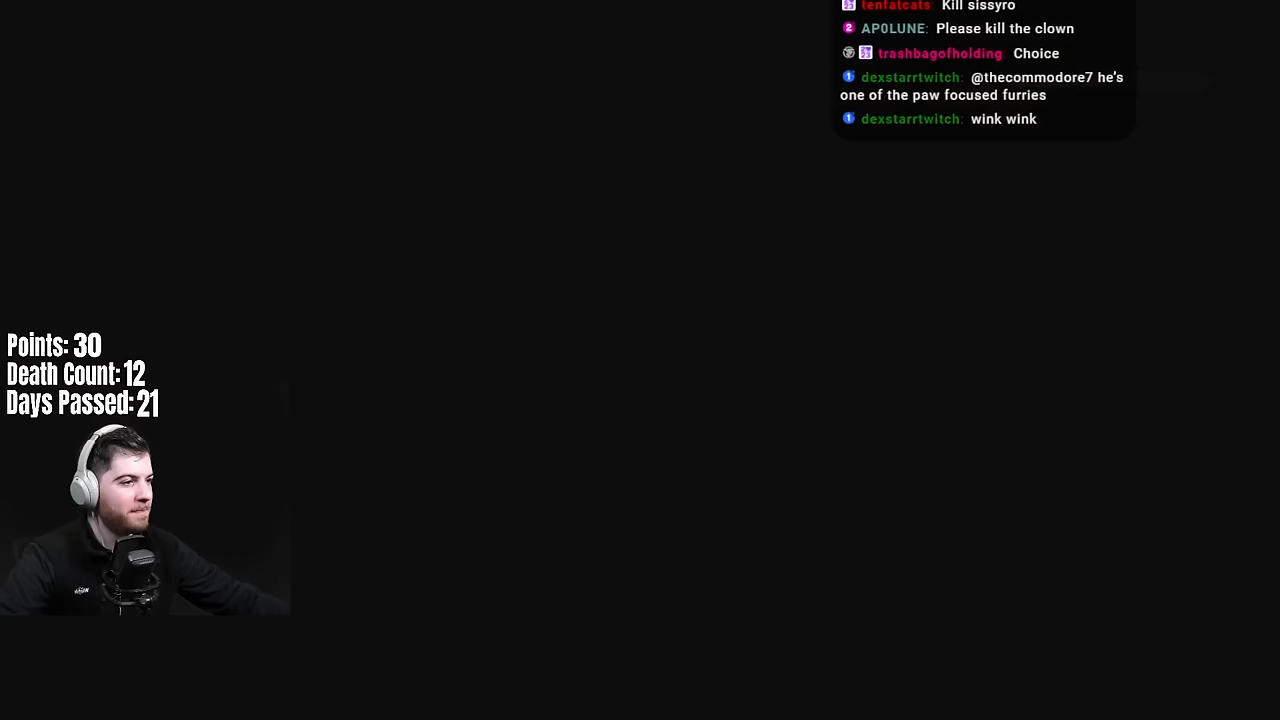 tenfatcats: Kill sissyro
AP0LUNE: Please kill the clown
trashbagofholding: Choice
dexstarrtwitch: @thecommodore7 he's
one of the paw focused furries
dexstarrtwitch: wink wink
Points: 30
Death Count: 12
Days Passed: 21